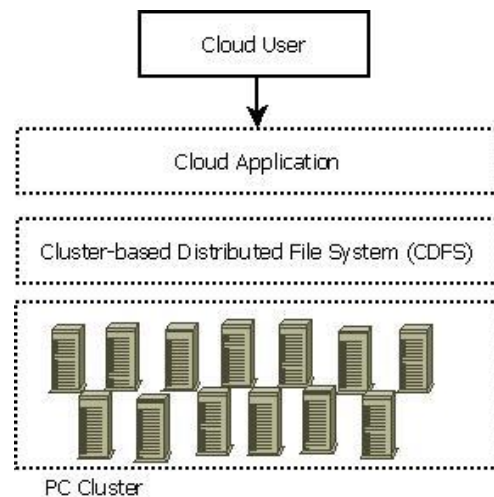 Cloud User
Cloud Application
Cluster-based Distributed File System (CDFS)
PC Cluster